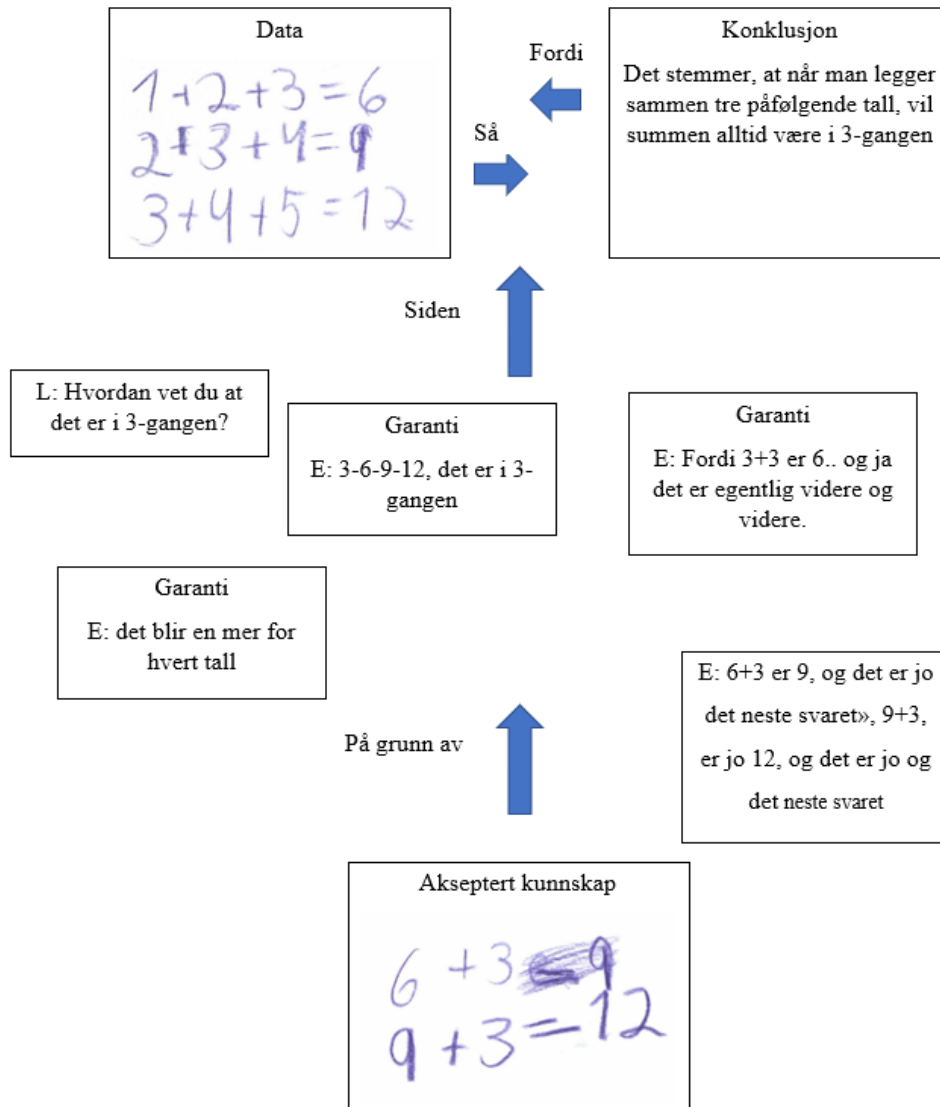 Data
1+2+3=6
2+3+4=9
3+4+5=12
Fordi
Så
Konklusjon
Det stemmer, at når man legger
sammen tre påfølgende tall, vil
summen alltid være i 3-gangen
Siden
L: Hvordan vet du at
det er i 3-gangen?
Garanti
E: 3-6-9-12, det er i 3-
gangen
Garanti
E: Fordi 3+3 er 6.. og ja
det er egentlig videre og
videre.
Garanti
E: det blir en mer for
hvert tall
E: 6+3 er 9, og det er jo
det neste svaret», 9+3,
er jo 12, og det er jo og
det neste svaret
På grunn av
Akseptert kunnskap
6+3=9
9+3=12